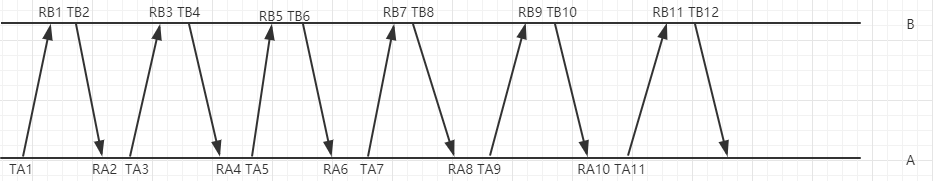 RB1 TB2 RB3 TB4 RB5 TB6 RB7 TB8 RB9 TB10 RB11 TB12
B
TA1 RA2 TA3 RA4 TA5 RA6 TA7 RA8 TA9 RA10 TA11
A